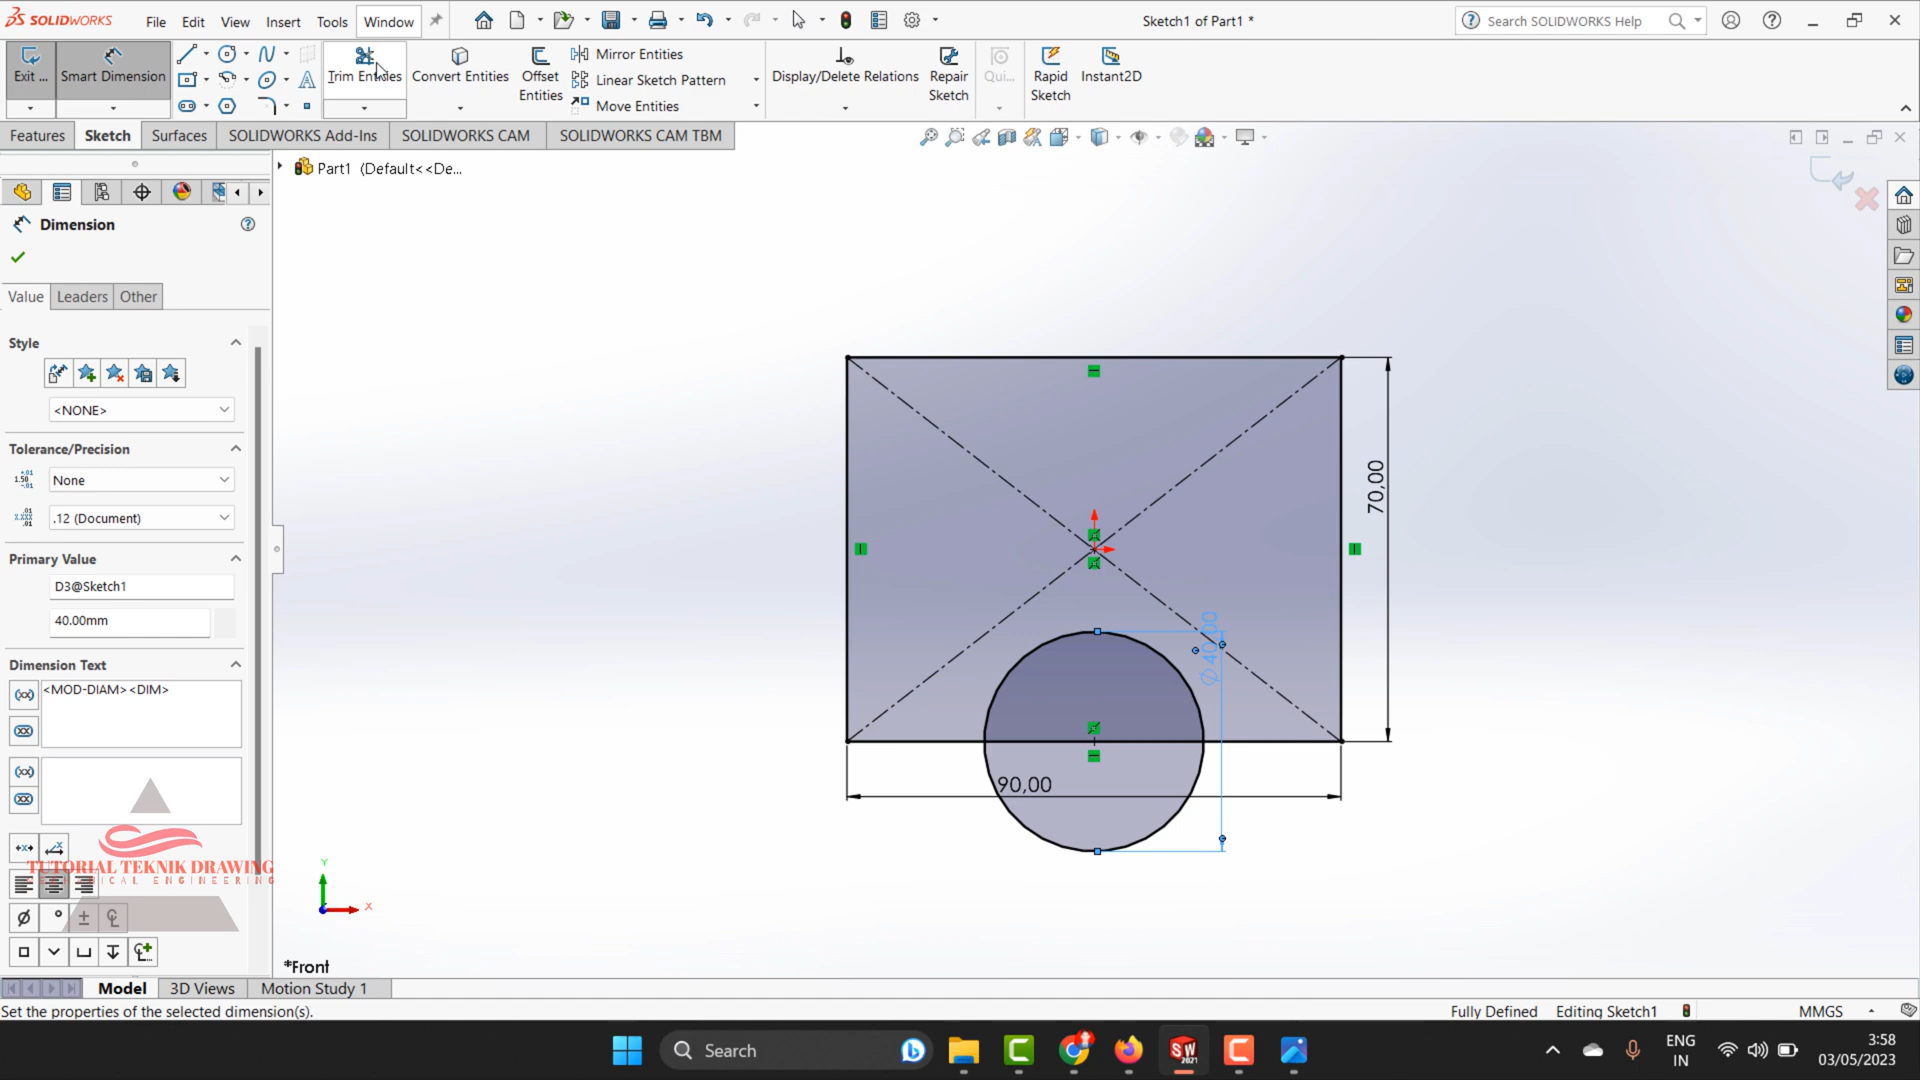 SOLIDWORKS File Edit View Insert Tools Window Sketch1 of Part1 * Search SOLIDWORKS Help
Exit ... Smart Dimension Trim Entities Convert Entities Offset Entities Mirror Entities Linear Sketch Pattern Move Entities Display/Delete Relations Repair Sketch Qui... Rapid Sketch Instant2D
Features Sketch Surfaces SOLIDWORKS Add-Ins SOLIDWORKS CAM SOLIDWORKS CAM TBM
Part1 (Default<<De...
Dimension
Value Leaders Other
Style
<NONE>
Tolerance/Precision
None
.12 (Document)
Primary Value
D3@Sketch1
40.00mm
Dimension Text
<MOD-DIAM><DIM>
TUTORIAL TEKNIK DRAWING
70,00
∅40,00
90,00
Y
X
*Front
Model 3D Views Motion Study 1
Set the properties of the selected dimension(s). Fully Defined Editing Sketch1 MMGS
Search
SW 2021
ENG
IN
3:58
03/05/2023